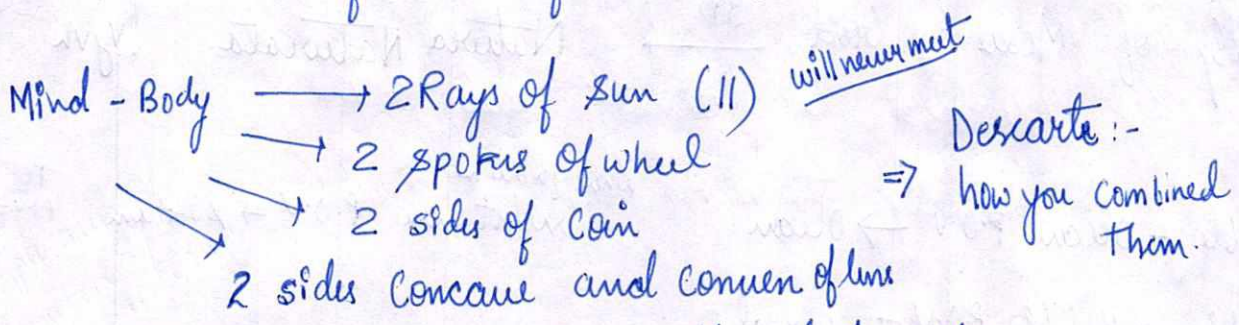 Mind - Body → 2 Rays of sun (||) will never meet
→ 2 spokes of wheel
→ 2 sides of coin
→ 2 sides concave and convex of lens
Descarte :-
⇒ how you combined
them.